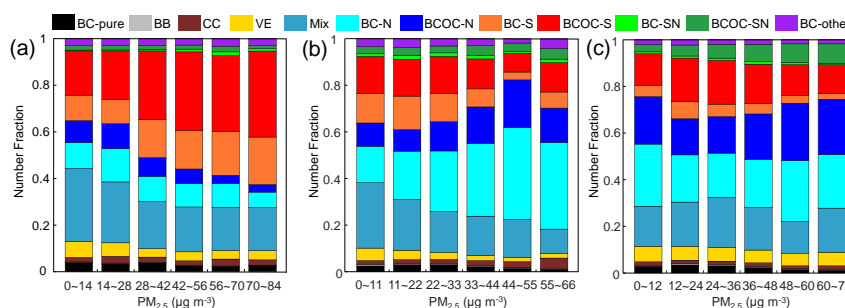 BC-pure BB CC VE Mix BC-N BCOC-N BC-S BCOC-S BC-SN BCOC-SN BC-other
(a) (b) (c)
1 1 1
0.8 0.8 0.8
0.6 0.6 0.6
0.4 0.4 0.4
0.2 0.2 0.2
0 0 0
Number Fraction Number Fraction Number Fraction
0~14 14~28 28~42 42~56 56~70 70~84 0~11 11~22 22~33 33~44 44~55 55~66 0~12 12~24 24~36 36~48 48~60 60~7
PM2.5 (µg m-3) PM2.5 (µg m-3) PM2.5 (µg m-3)